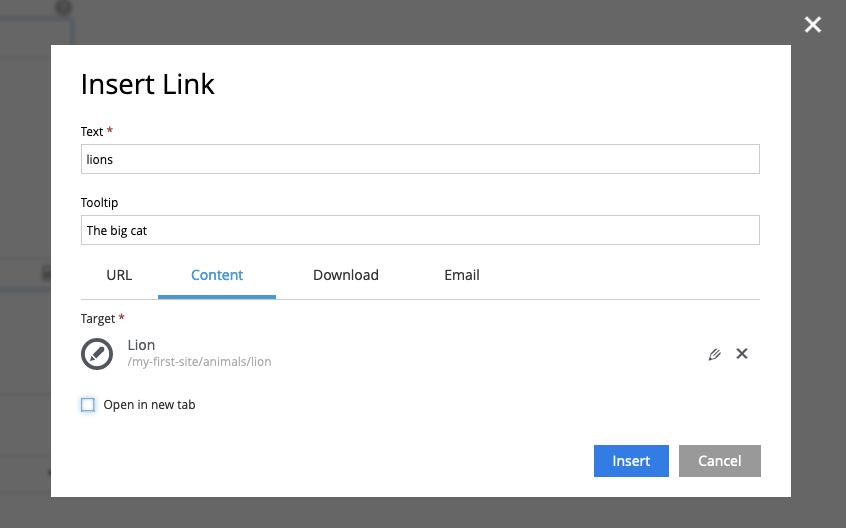 Insert Link
Text *
lions
Tooltip
The big cat
URL Content Download Email
Target *
Lion
/my-first-site/animals/lion
Open in new tab
Insert Cancel